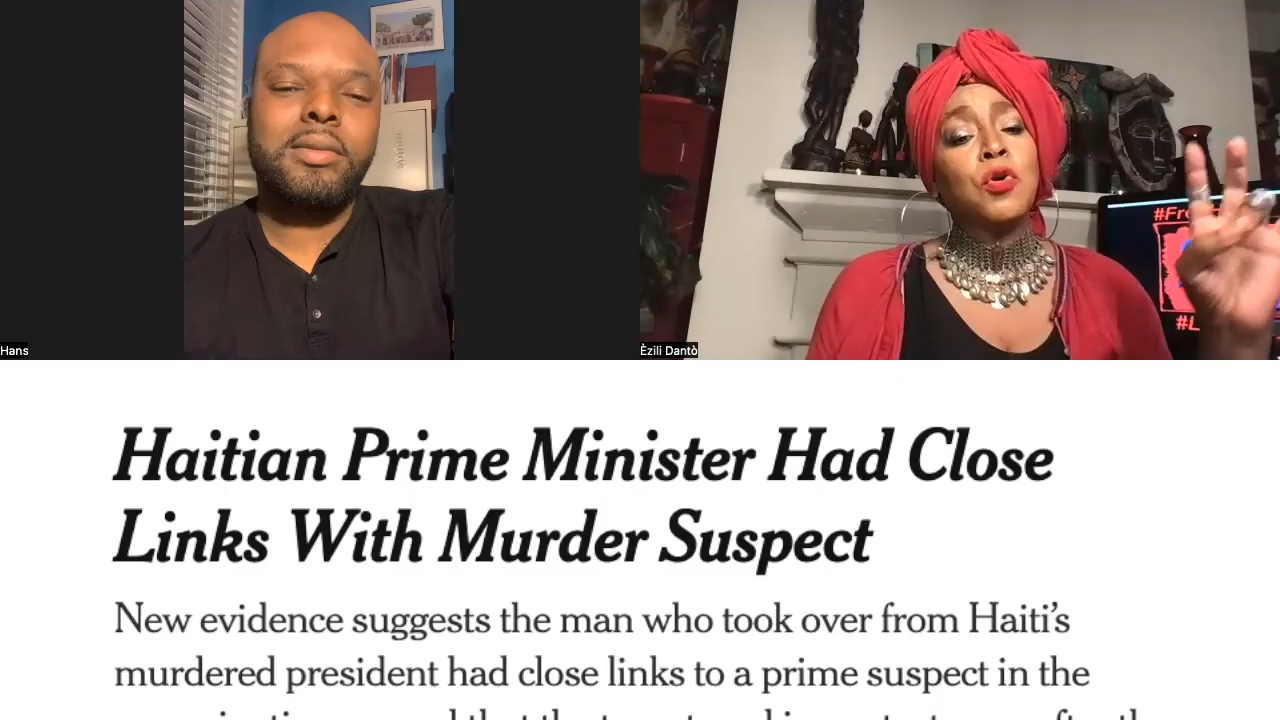 Hans
Èzili Dantò
#Fre
#L
Haitian Prime Minister Had Close
Links With Murder Suspect
New evidence suggests the man who took over from Haiti’s
murdered president had close links to a prime suspect in the